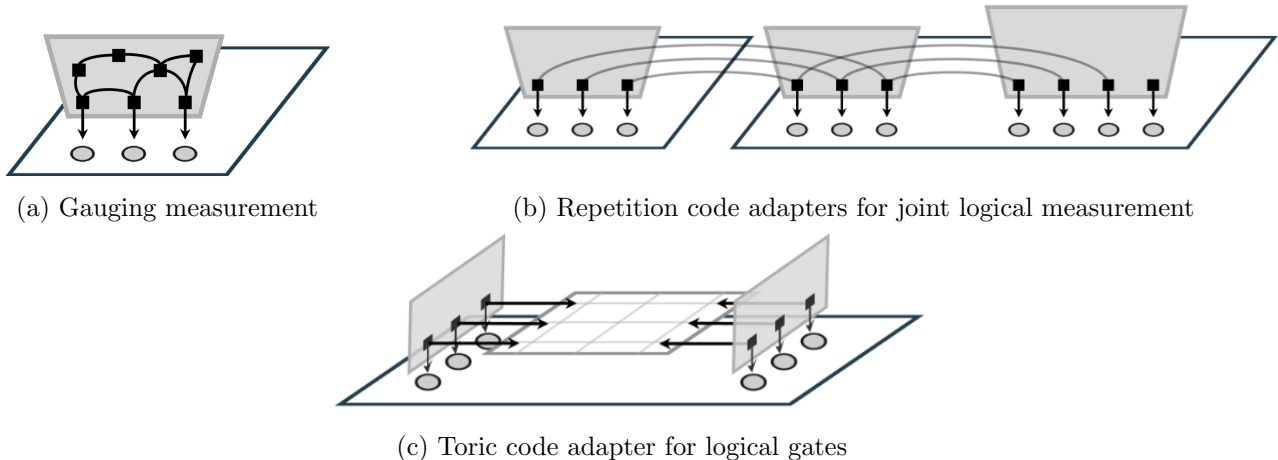 (a) Gauging measurement
(b) Repetition code adapters for joint logical measurement
(c) Toric code adapter for logical gates